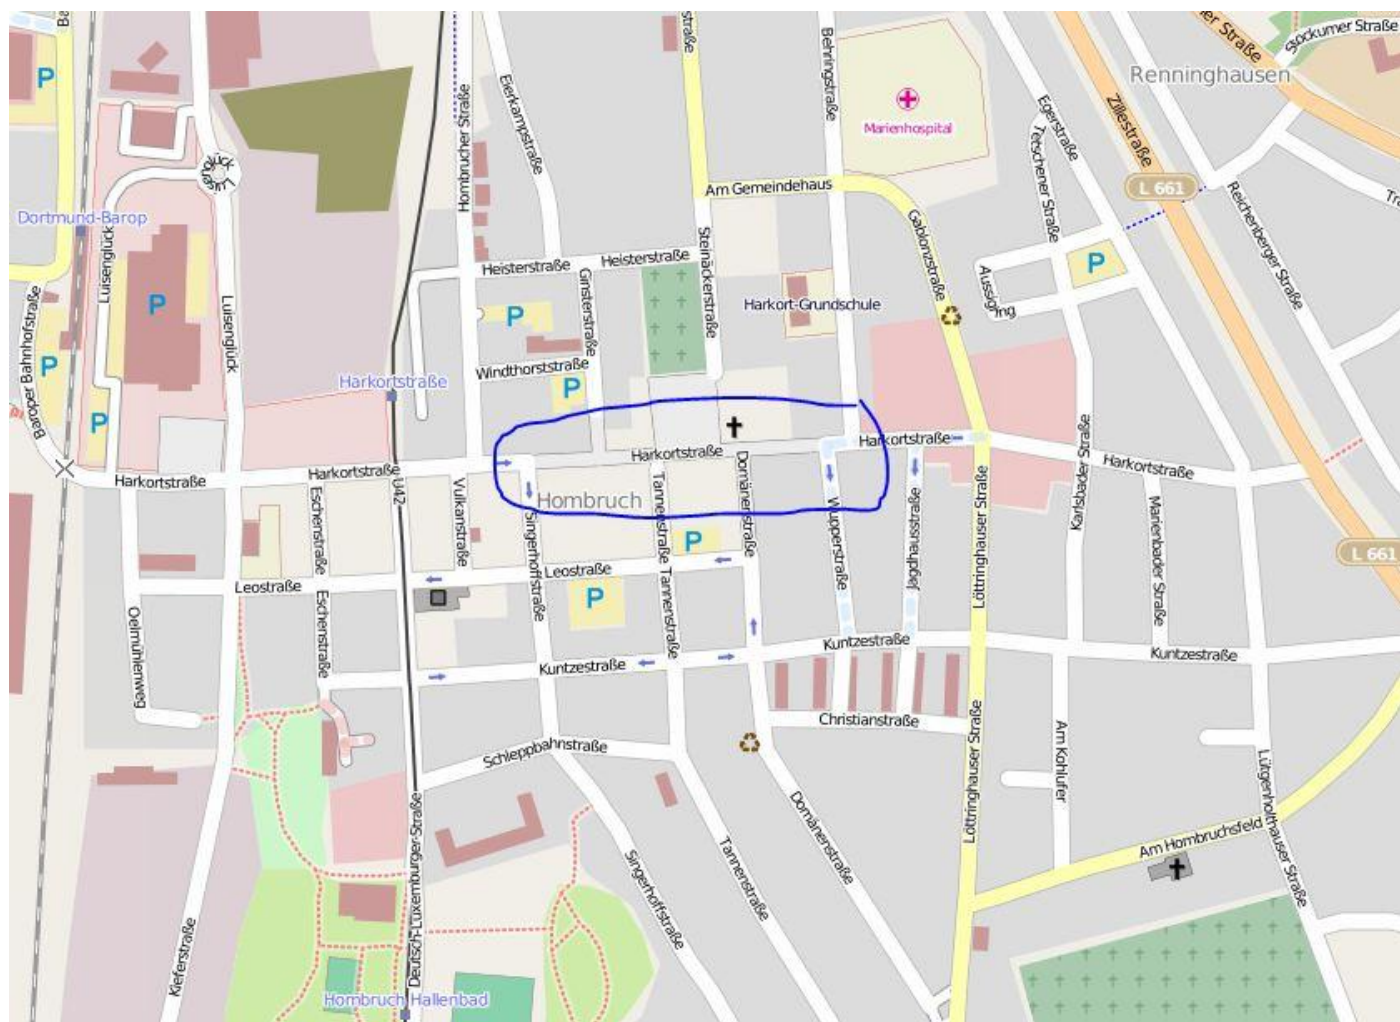 Stockumer Straße
Renninghausen
Behringstraße
Marienhospital
Egerstraße
Zillestraße
Eierkampstraße
Hombrucher Straße
Luisenglück
Tetschener Straße
L 661
Am Gemeindehaus
Reichenberger Straße
Dortmund-Barop
Gablonzstraße
Luisenglück
Steinäckerstraße
Heisterstraße
Heisterstraße
P
P
Aussigring
Ginsterstraße
Harkort-Grundschule
P
P
Luisenglück
Baroper Bahnhofstraße
P
Windthorststraße
P
Harkortstraße
P
Harkortstraße
Harkortstraße
Harkortstraße
Harkortstraße
Harkortstraße
Karlsbader Straße
U42
Hombruch
Vulkanstraße
Eschenstraße
Singerhoffstraße
Tannenstraße
Domänenstraße
Wupperstraße
Jagdhausstraße
Löttringhauser Straße
Marienbader Straße
P
L 661
Leostraße
Leostraße
P
Tannenstraße
Eschenstraße
Oelmühlenweg
Kuntzestraße
Kuntzestraße
Kuntzestraße
Christianstraße
Schleppbahnstraße
Am Kohlufer
Lütgenholthauser Straße
Löttringhauser Straße
Domänenstraße
Am Hombruchsfeld
Deutsch-Luxemburger-Straße
Tannenstraße
Singerhoffstraße
Kieferstraße
Hombruch Hallenbad